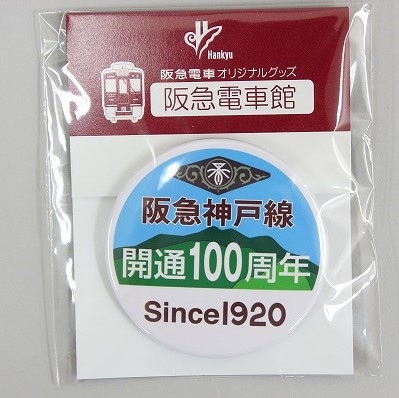 Hankyu
阪急電車オリジナルグッズ
阪急電車館
阪急神戸線
開通100周年
Since1920